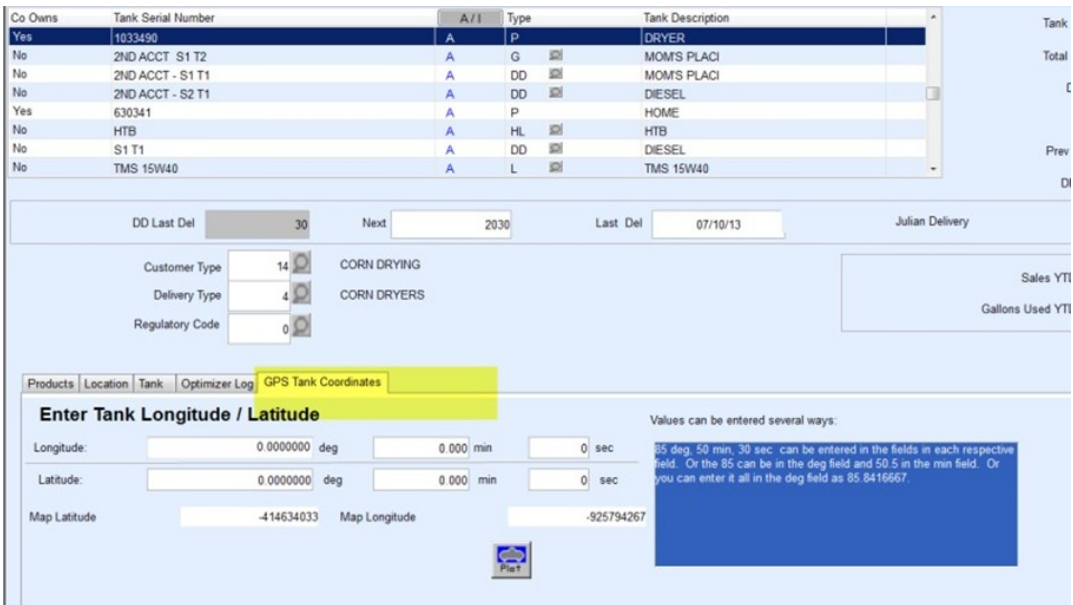 Co Owns Tank Serial Number A / I Type Tank Description
Yes 1033490 A P DRYER
No 2ND ACCT S1 T2 A G MOM'S PLACI
No 2ND ACCT - S1 T1 A DD MOM'S PLACI
No 2ND ACCT - S2 T1 A DD DIESEL
Yes 630341 A P HOME
No HTB A HL HTB
No S1 T1 A DD DIESEL
No TMS 15W40 A L TMS 15W40
Tank
Total
D
Prev
DD Last Del 30 Next 2030 Last Del 07/10/13 Julian Delivery
Customer Type 14 CORN DRYING
Delivery Type 4 CORN DRYERS
Regulatory Code 0
Sales YTD
Gallons Used YTD
Products Location Tank Optimizer Log GPS Tank Coordinates
Enter Tank Longitude / Latitude
Longitude: 0.0000000 deg 0.000 min 0 sec
Latitude: 0.0000000 deg 0.000 min 0 sec
Map Latitude -414634033 Map Longitude -925794267
Plat
Values can be entered several ways:
85 deg, 50 min, 30 sec can be entered in the fields in each respective
field. Or the 85 can be in the deg field and 50.5 in the min field. Or
you can enter it all in the deg field as 85.8416667.